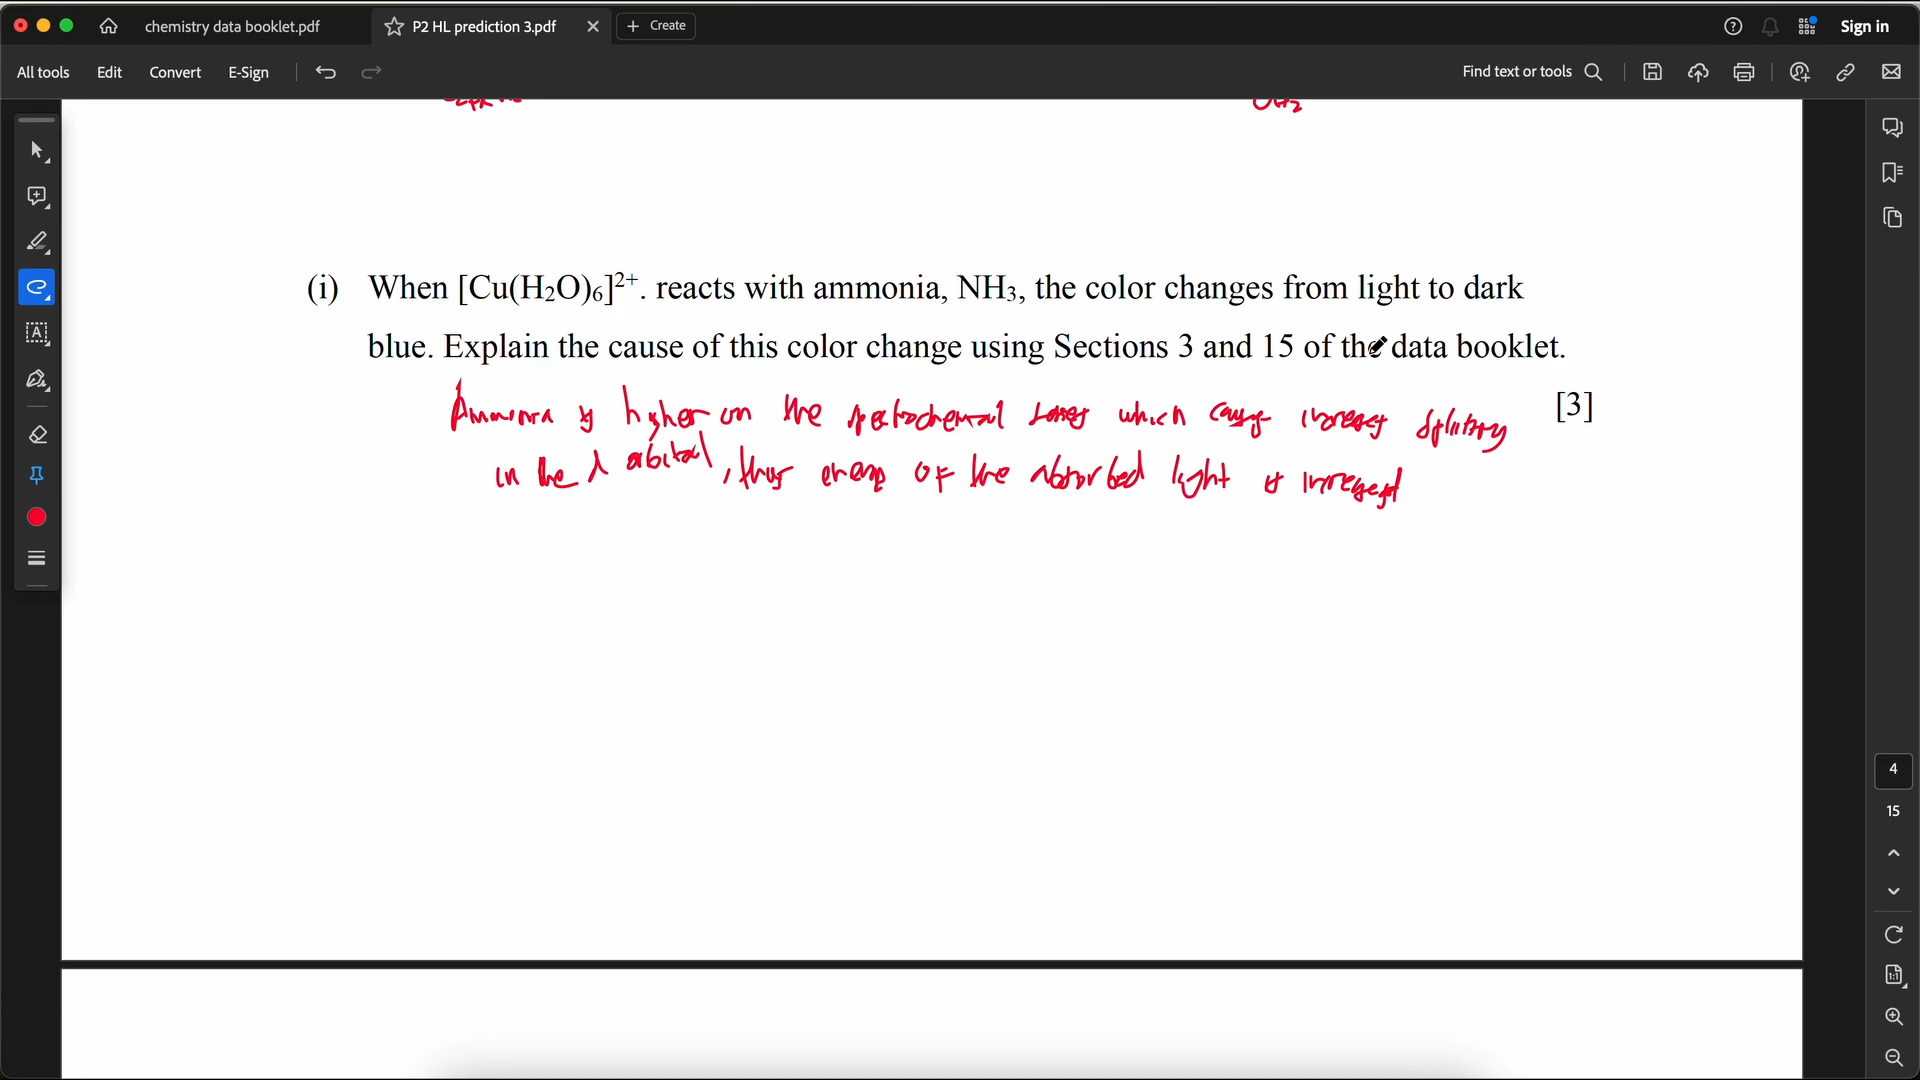 chemistry data booklet.pdf
P2 HL prediction 3.pdf
Create
Sign in
All tools
Edit
Convert
E-Sign
Find text or tools
(i) When [Cu(H₂O)₆]²⁺. reacts with ammonia, NH₃, the color changes from light to dark
blue. Explain the cause of this color change using Sections 3 and 15 of the data booklet.
[3]
Ammonia is higher on the spectrochemical series which cause increases splitting
in the d orbital, thus energy of the absorbed light is increased
4
15